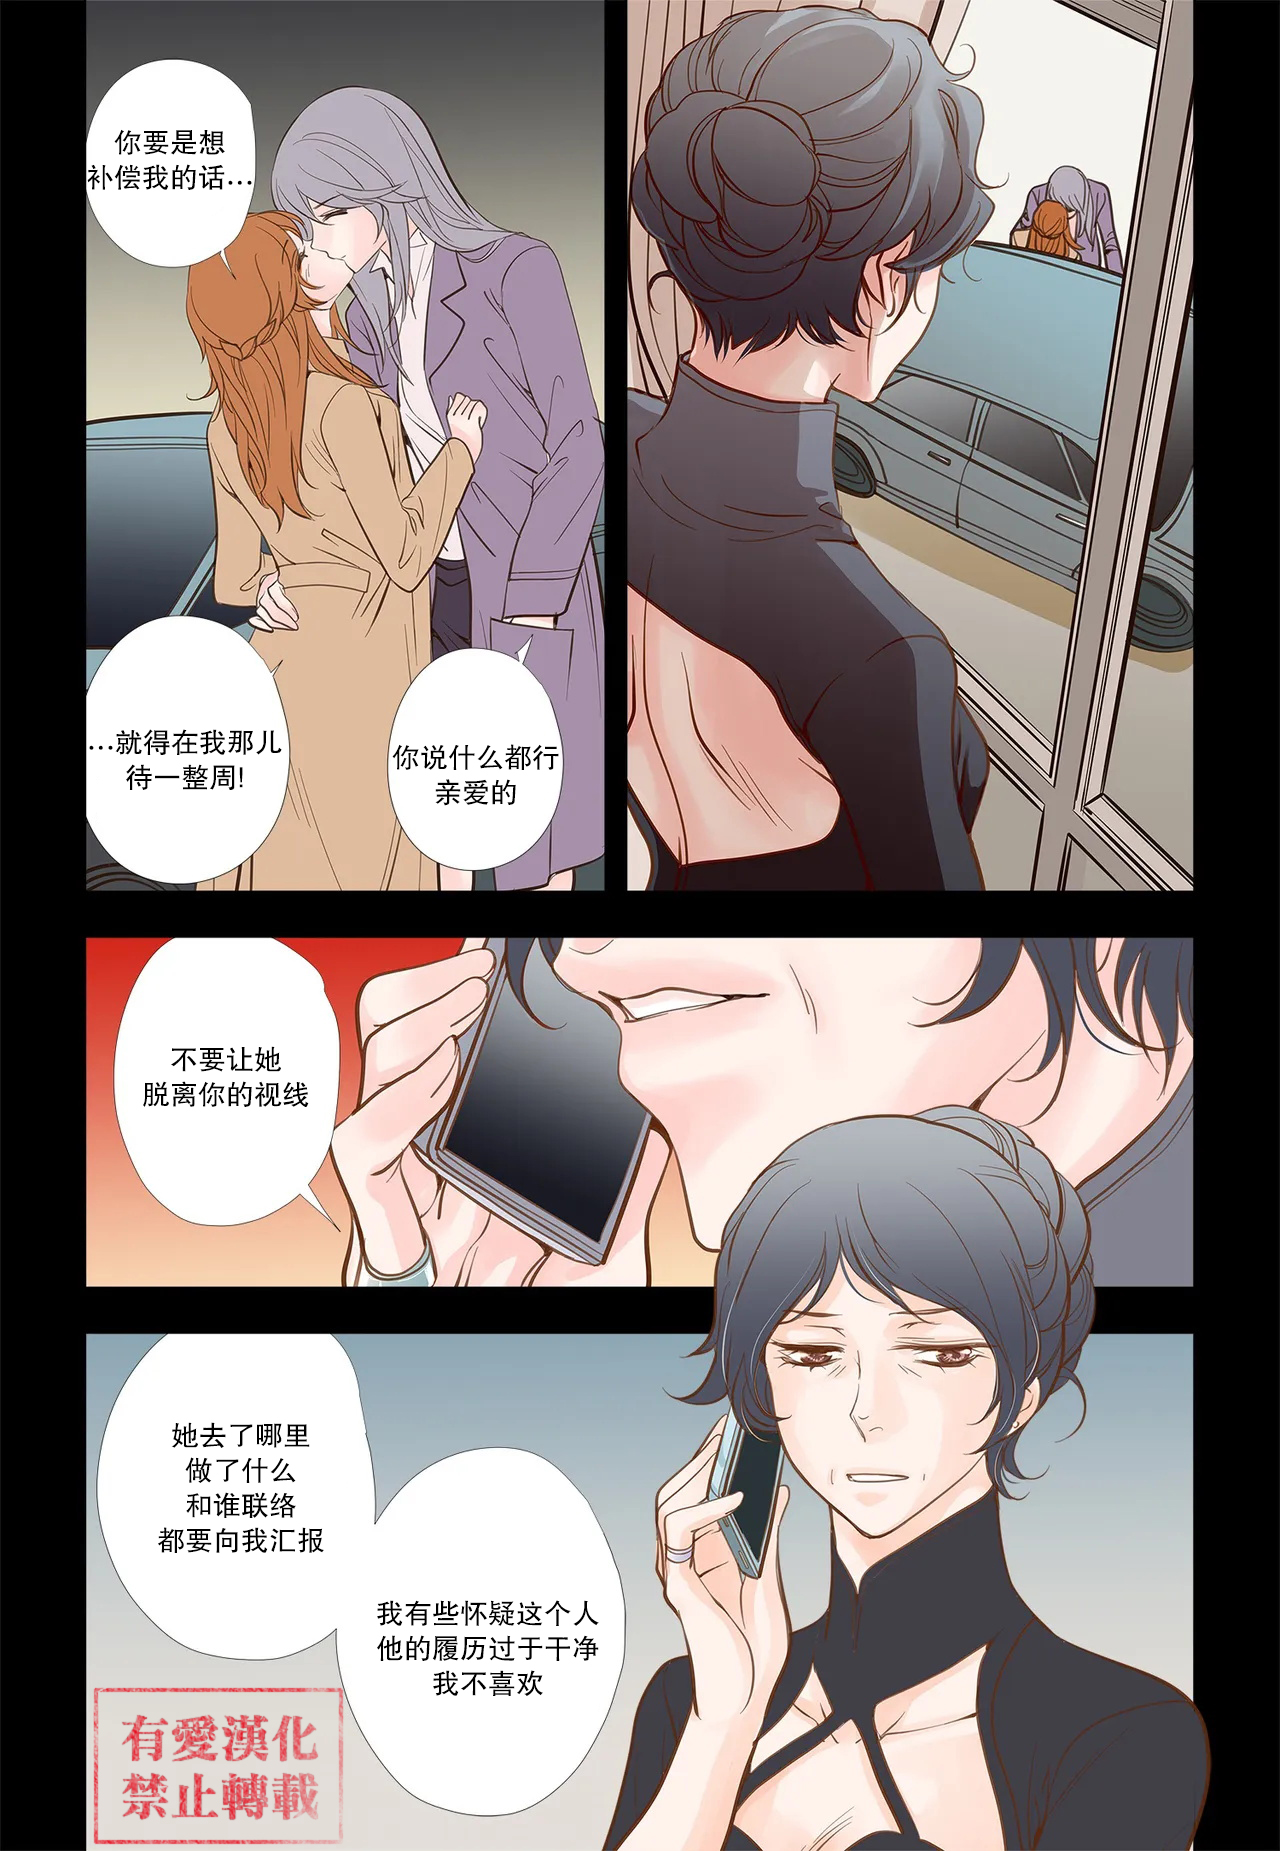 你要是想
补偿我的话...
...就得在我那儿
待一整周!
你说什么都行
亲爱的
不要让她
脱离你的视线
她去了哪里
做了什么
和谁联络
都要向我汇报
我有些怀疑这个人
他的履历过于干净
我不喜欢
有愛漢化
禁止轉載